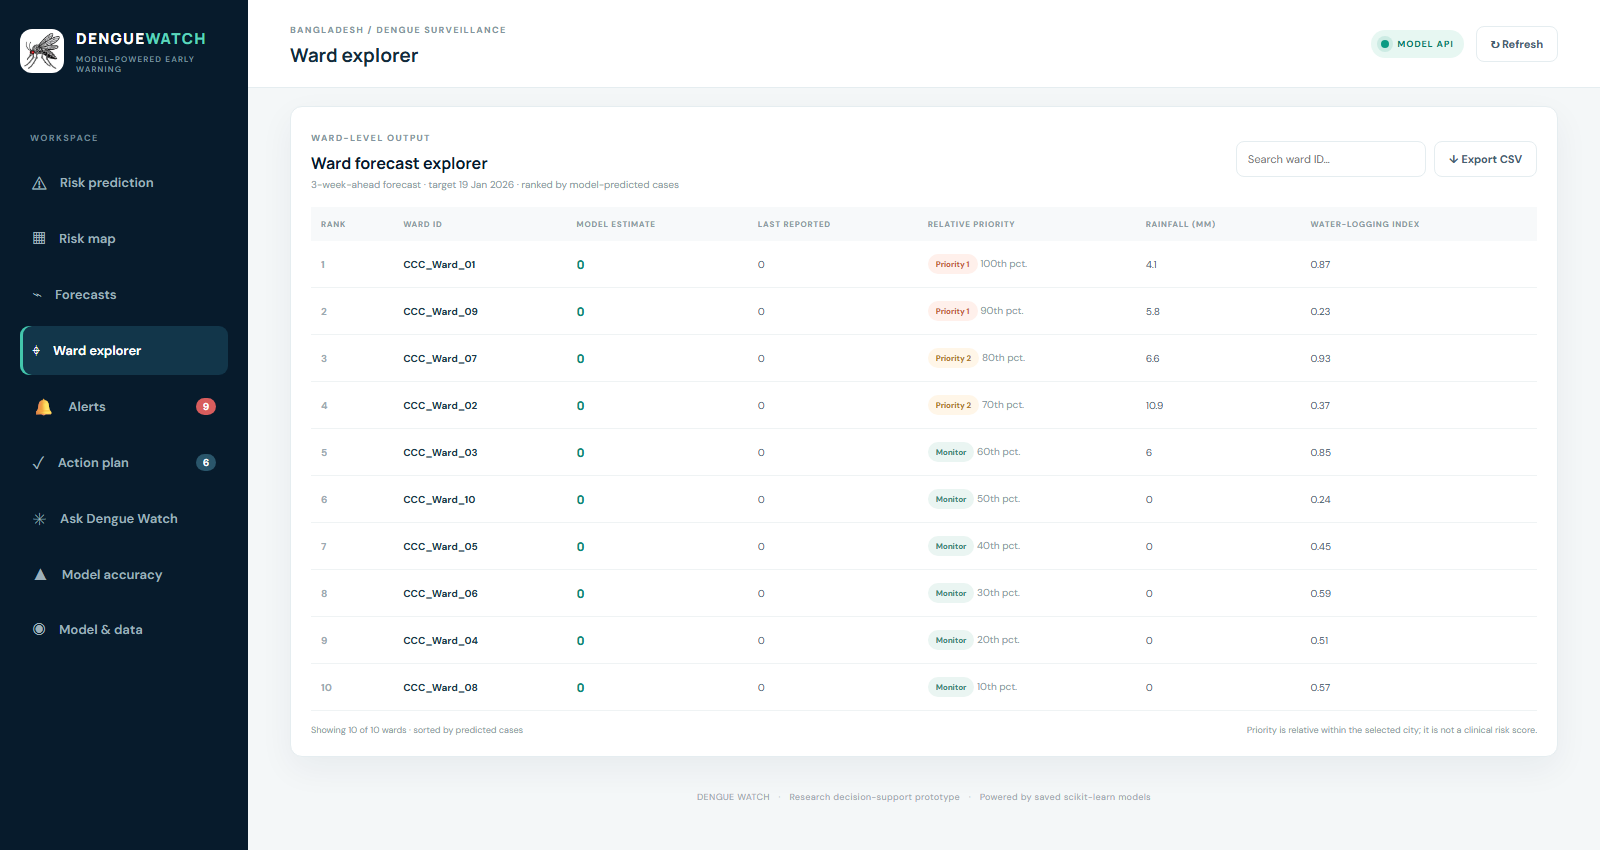 DENGUEWATCH
MODEL-POWERED EARLY
WARNING
WORKSPACE
Risk prediction
Risk map
Forecasts
Ward explorer
Alerts 9
Action plan 6
Ask Dengue Watch
Model accuracy
Model & data
BANGLADESH / DENGUE SURVEILLANCE
Ward explorer
MODEL API
↻ Refresh
WARD-LEVEL OUTPUT
Ward forecast explorer
3-week-ahead forecast · target 19 Jan 2026 · ranked by model-predicted cases
Search ward ID...
↓ Export CSV
RANK WARD ID MODEL ESTIMATE LAST REPORTED RELATIVE PRIORITY RAINFALL (MM) WATER-LOGGING INDEX
1 CCC_Ward_01 0 0 Priority 1 100th pct. 4.1 0.87
2 CCC_Ward_09 0 0 Priority 1 90th pct. 5.8 0.23
3 CCC_Ward_07 0 0 Priority 2 80th pct. 6.6 0.93
4 CCC_Ward_02 0 0 Priority 2 70th pct. 10.9 0.37
5 CCC_Ward_03 0 0 Monitor 60th pct. 6 0.85
6 CCC_Ward_10 0 0 Monitor 50th pct. 0 0.24
7 CCC_Ward_05 0 0 Monitor 40th pct. 0 0.45
8 CCC_Ward_06 0 0 Monitor 30th pct. 0 0.59
9 CCC_Ward_04 0 0 Monitor 20th pct. 0 0.51
10 CCC_Ward_08 0 0 Monitor 10th pct. 0 0.57
Showing 10 of 10 wards · sorted by predicted cases
Priority is relative within the selected city; it is not a clinical risk score.
DENGUE WATCH · Research decision-support prototype · Powered by saved scikit-learn models